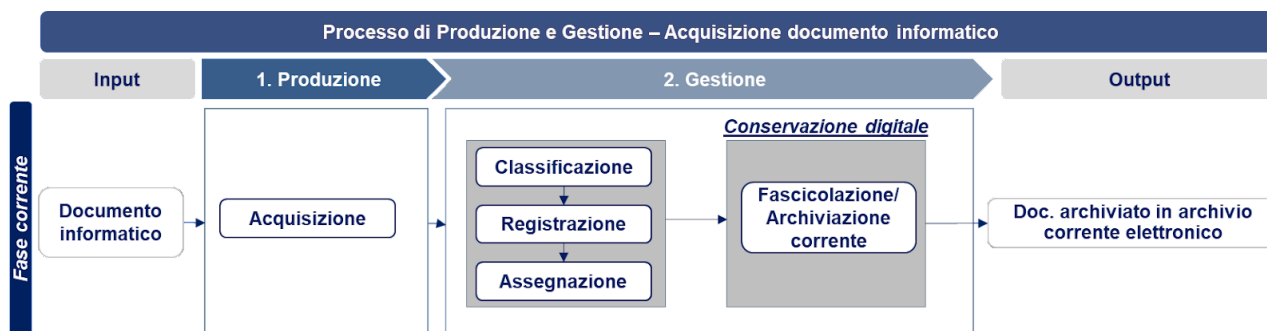 Processo di Produzione e Gestione – Acquisizione documento informatico
Input
1. Produzione
2. Gestione
Output
Fase corrente
Documento
informatico
Acquisizione
Classificazione
Registrazione
Assegnazione
Conservazione digitale
Fascicolazione/
Archiviazione
corrente
Doc. archiviato in archivio
corrente elettronico